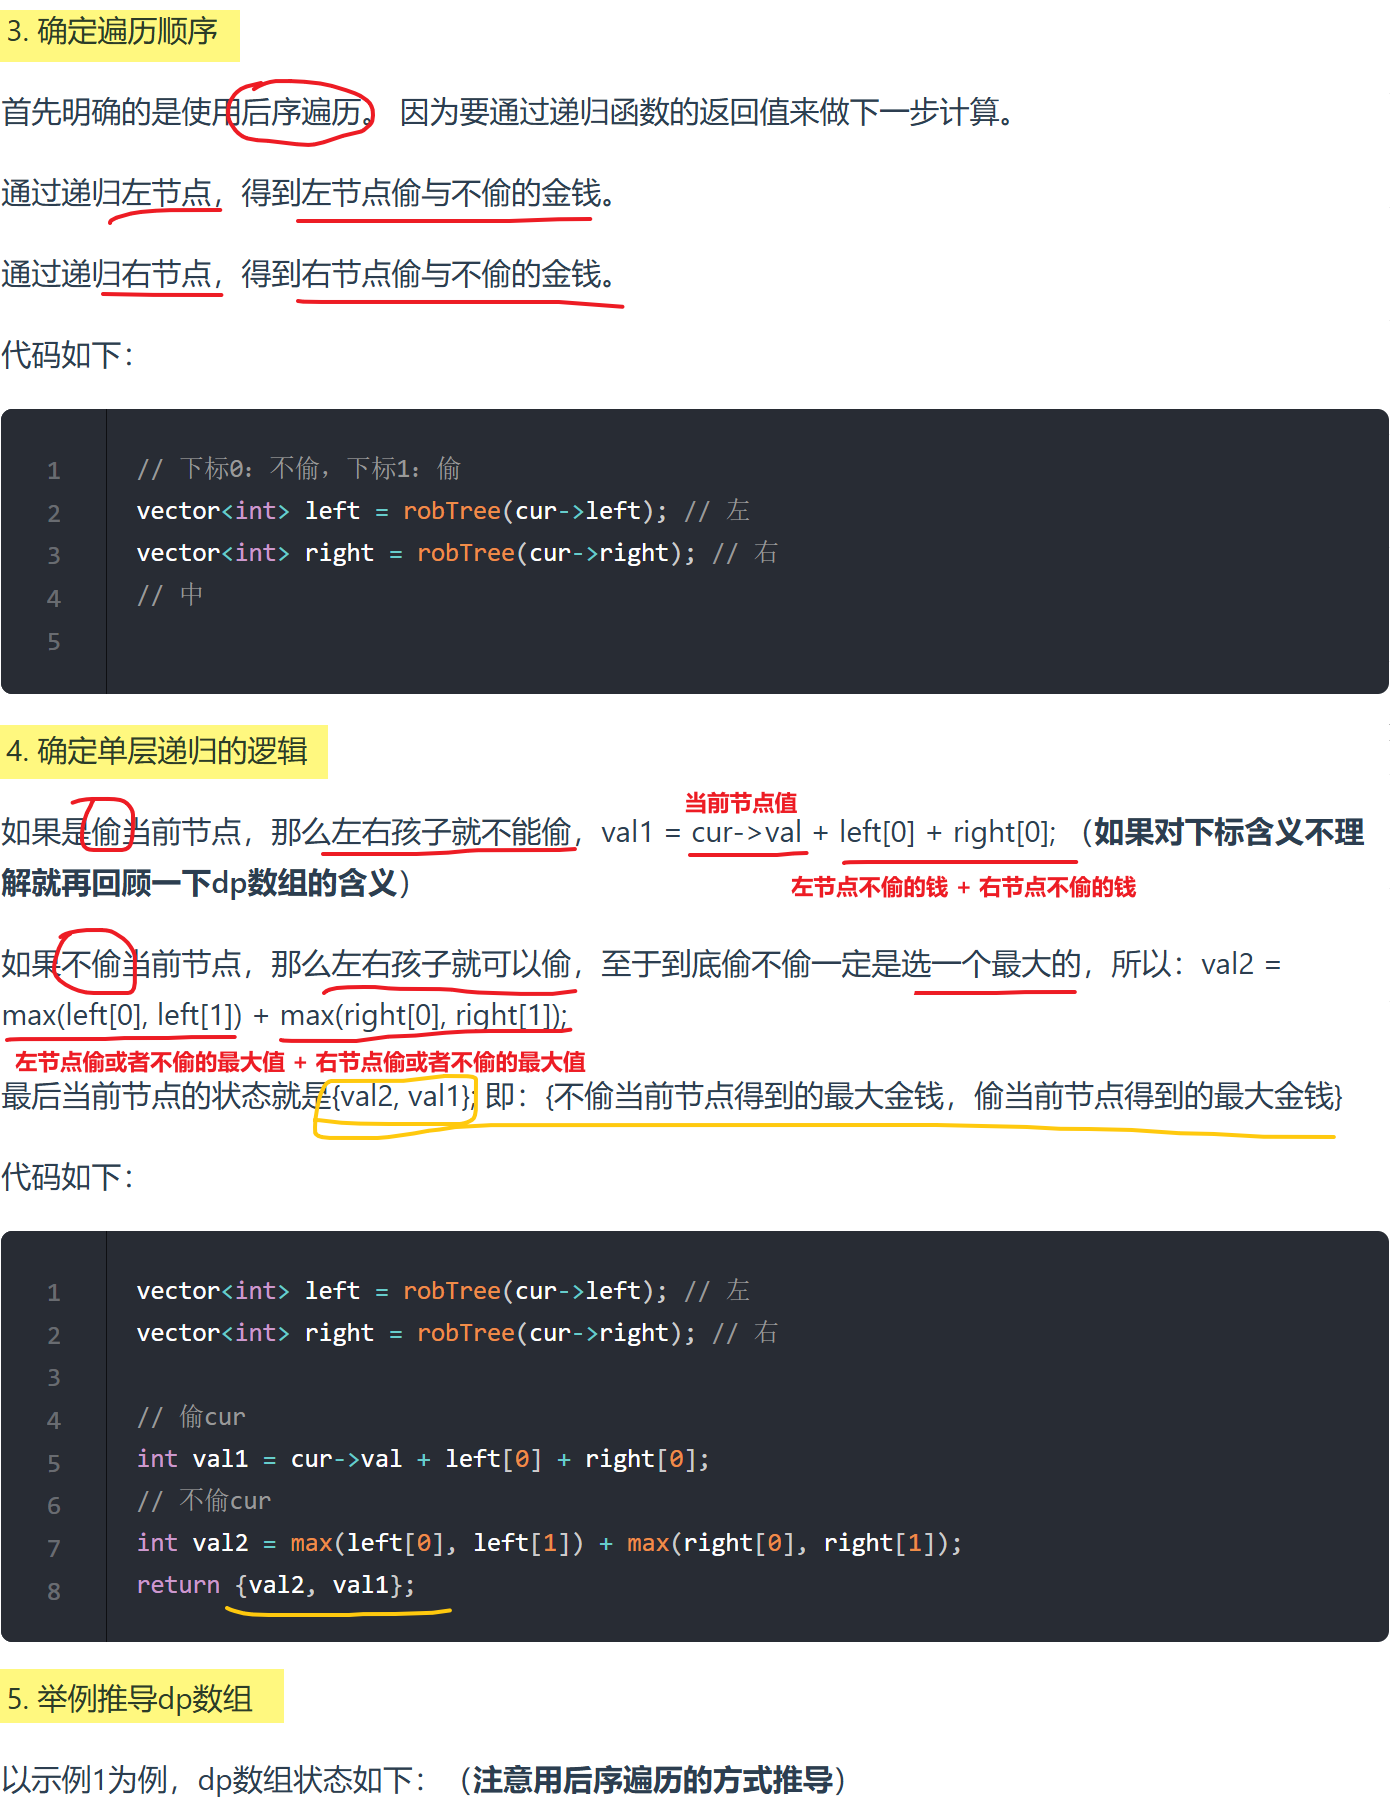 3. 确定遍历顺序
首先明确的是使用后序遍历。 因为要通过递归函数的返回值来做下一步计算。
通过递归左节点，得到左节点偷与不偷的金钱。
通过递归右节点，得到右节点偷与不偷的金钱。
代码如下：
1 // 下标0：不偷，下标1：偷
2 vector<int> left = robTree(cur->left); // 左
3 vector<int> right = robTree(cur->right); // 右
4 // 中
5
4. 确定单层递归的逻辑
当前节点值
如果是偷当前节点，那么左右孩子就不能偷，val1 = cur->val + left[0] + right[0]; （如果对下标含义不理
解就再回顾一下dp数组的含义）
左节点不偷的钱 + 右节点不偷的钱
如果不偷当前节点，那么左右孩子就可以偷，至于到底偷不偷一定是选一个最大的，所以：val2 =
max(left[0], left[1]) + max(right[0], right[1]);
左节点偷或者不偷的最大值 + 右节点偷或者不偷的最大值
最后当前节点的状态就是{val2, val1}; 即：{不偷当前节点得到的最大金钱，偷当前节点得到的最大金钱}
代码如下：
1 vector<int> left = robTree(cur->left); // 左
2 vector<int> right = robTree(cur->right); // 右
3
4 // 偷cur
5 int val1 = cur->val + left[0] + right[0];
6 // 不偷cur
7 int val2 = max(left[0], left[1]) + max(right[0], right[1]);
8 return {val2, val1};
5. 举例推导dp数组
以示例1为例，dp数组状态如下：（注意用后序遍历的方式推导）